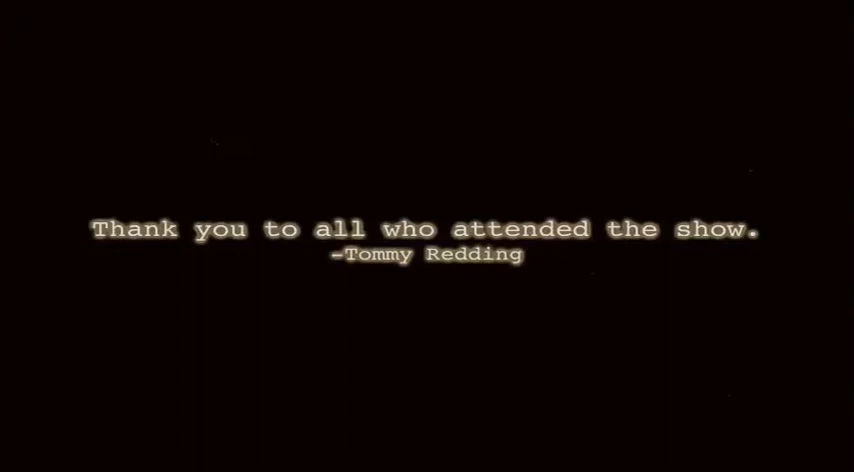 Thank you to all who attended the show.
-Tommy Redding